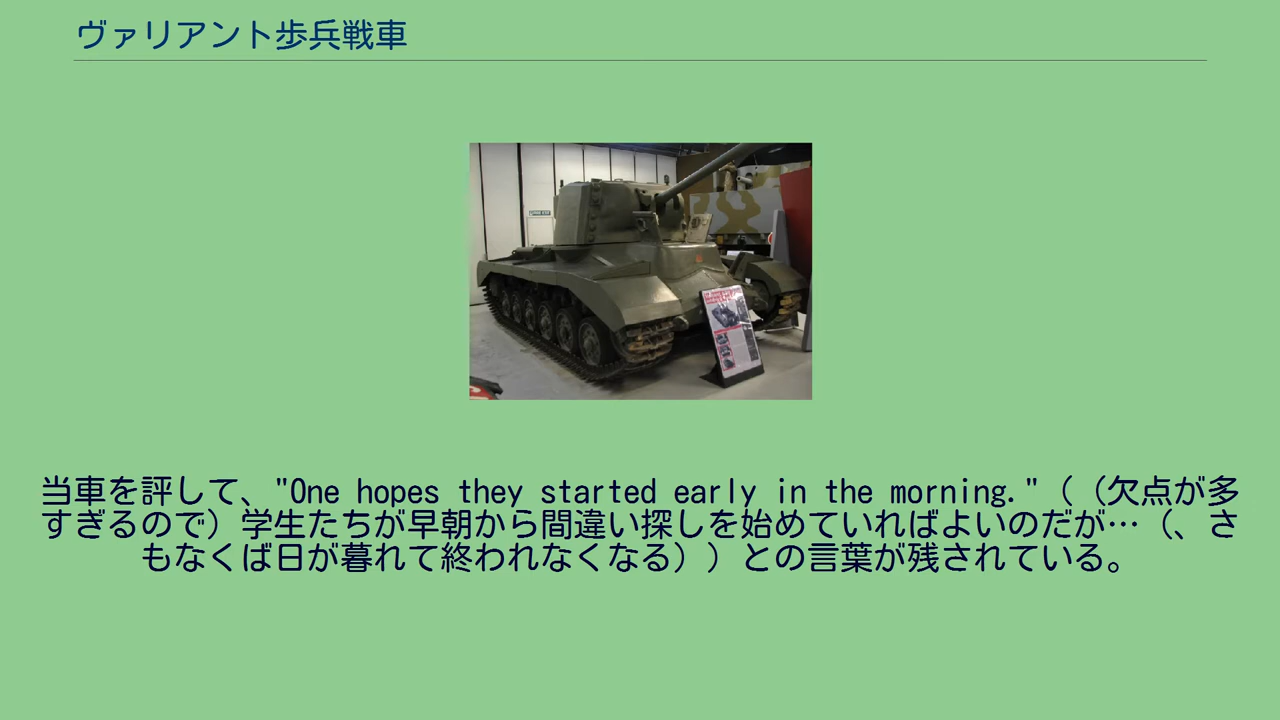 ヴァリアント歩兵戦車
当車を評して、"One hopes they started early in the morning."（（欠点が多
すぎるので）学生たちが早朝から間違い探しを始めていればよいのだが…（、さ
もなくば日が暮れて終われなくなる））との言葉が残されている。